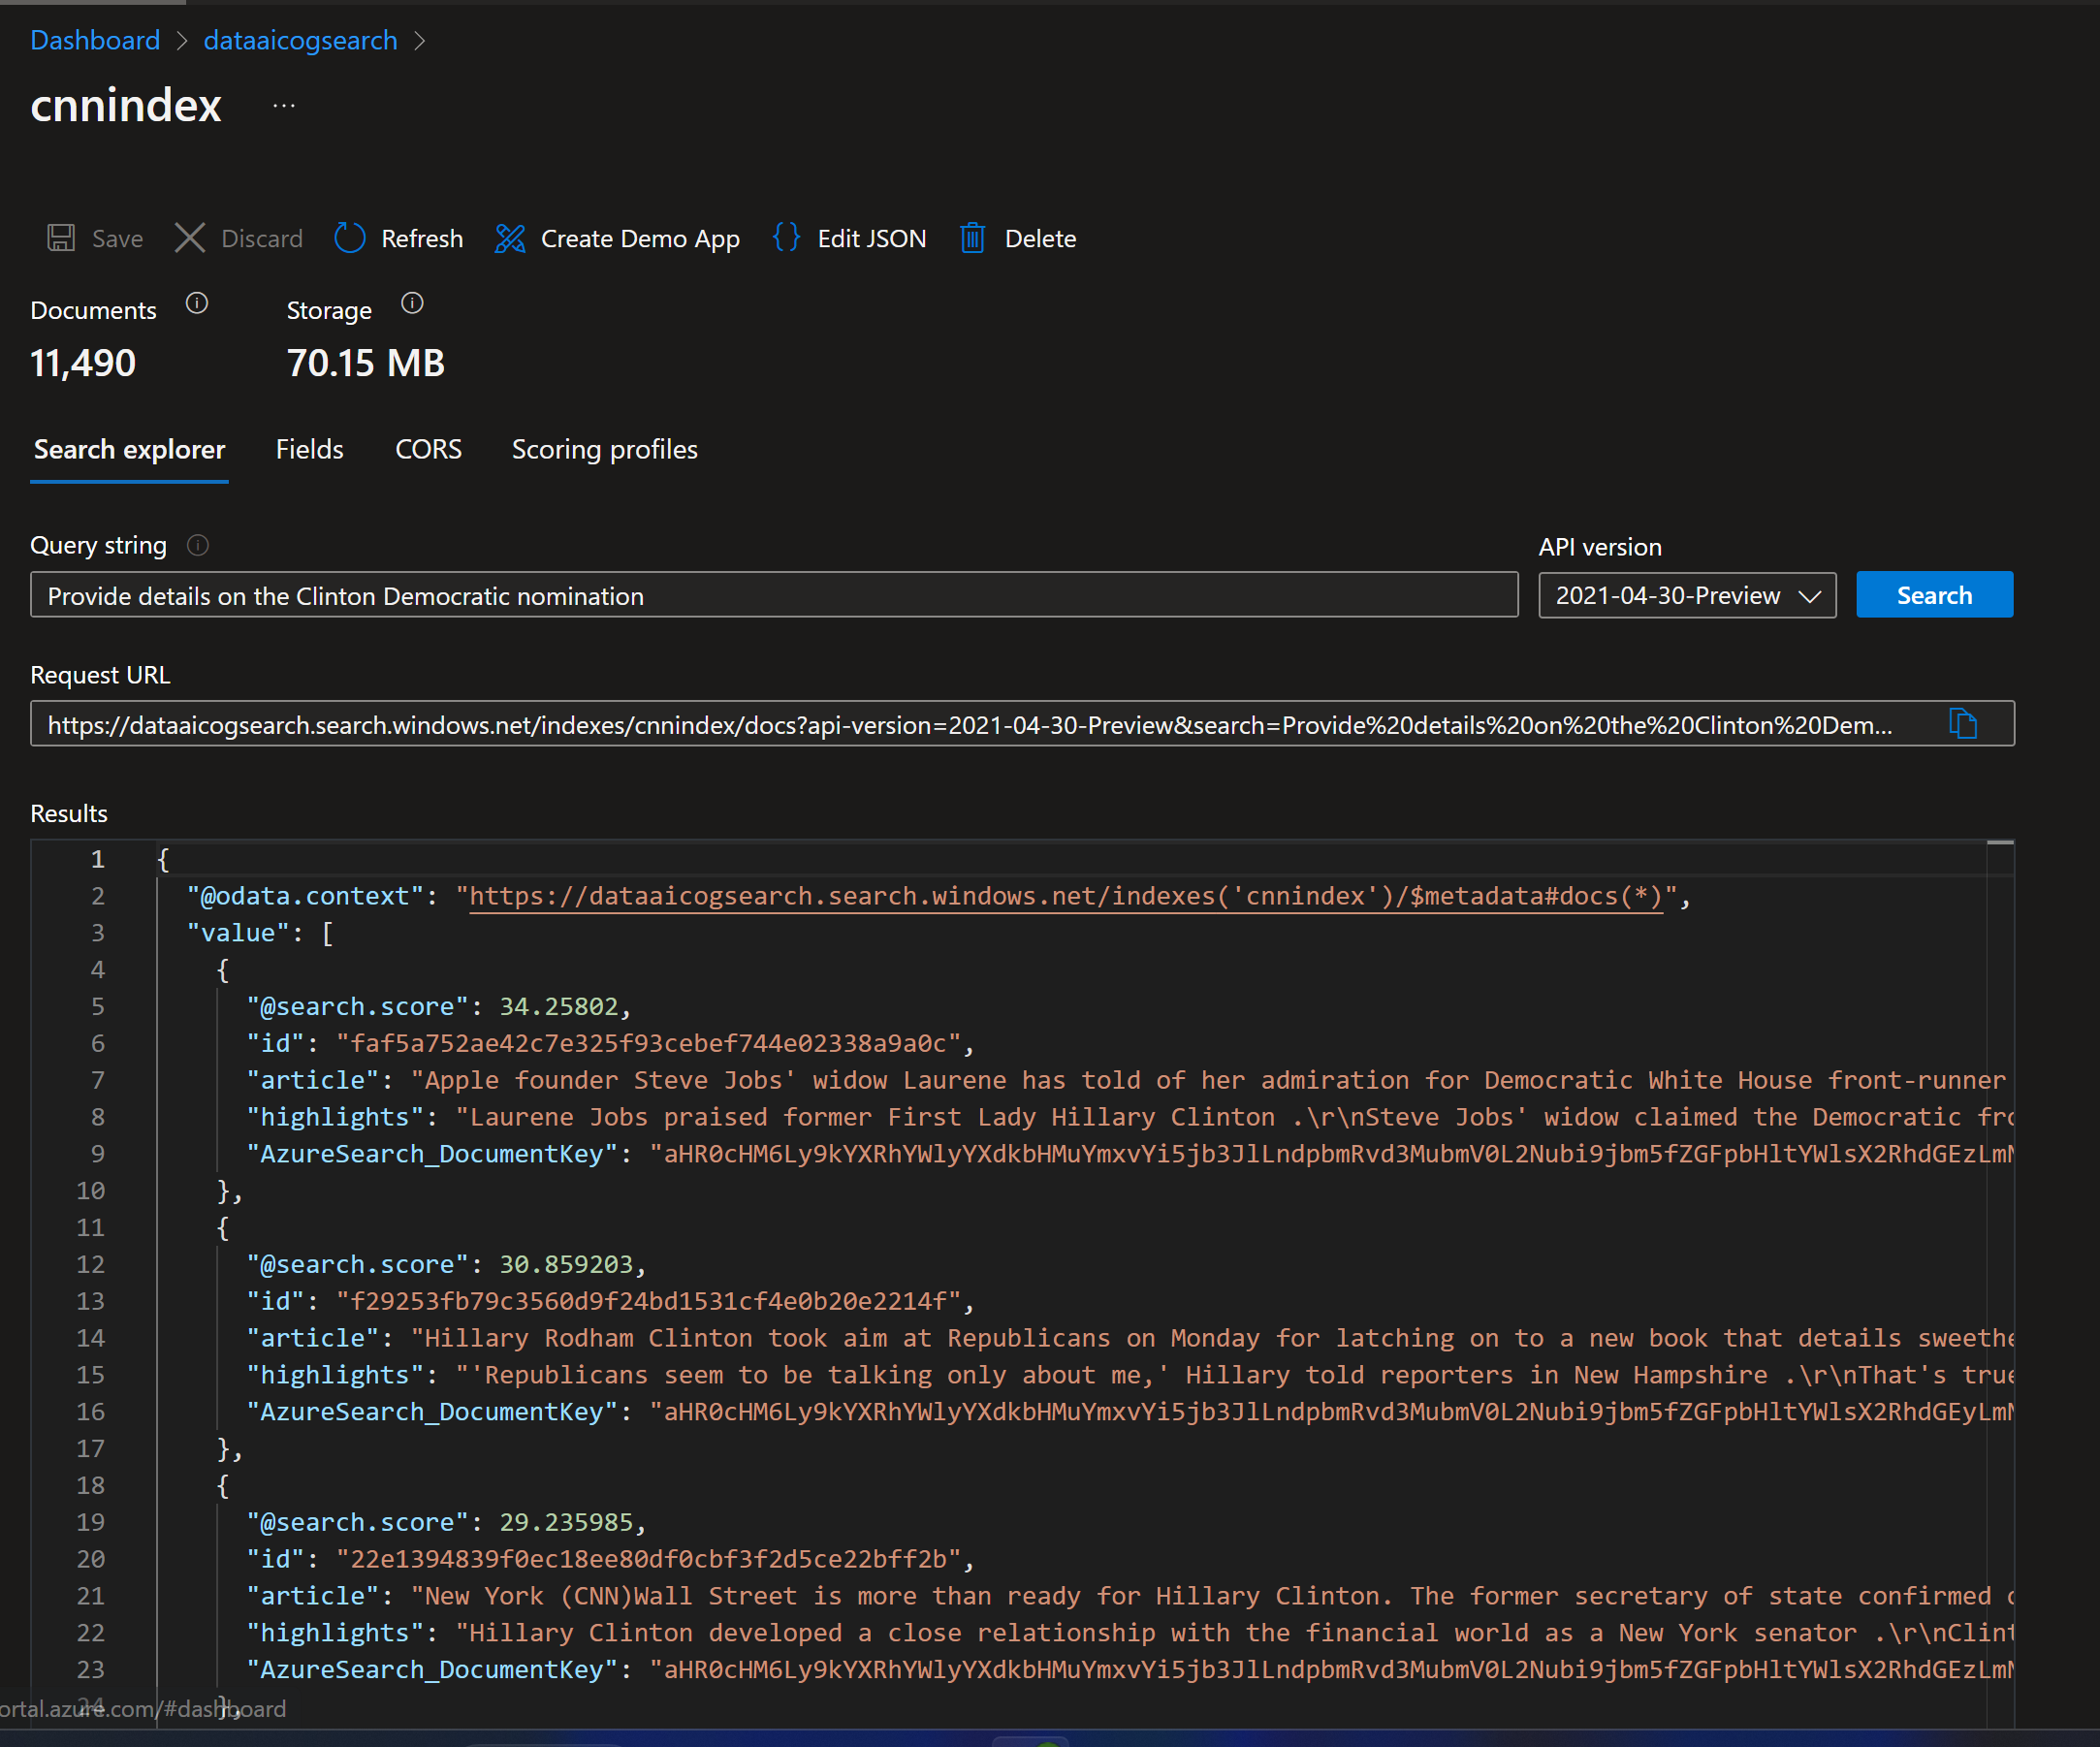 Dashboard > dataaicogsearch >
cnnindex ...
Save Discard Refresh Create Demo App {} Edit JSON Delete
Documents Storage
11,490 70.15 MB
Search explorer Fields CORS Scoring profiles
Query string API version
Provide details on the Clinton Democratic nomination 2021-04-30-Preview Search
Request URL
https://dataaicogsearch.search.windows.net/indexes/cnnindex/docs?api-version=2021-04-30-Preview&search=Provide%20details%20on%20the%20Clinton%20Dem...
Results
1 {
2 "@odata.context": "https://dataaicogsearch.search.windows.net/indexes('cnnindex')/$metadata#docs(*)",
3 "value": [
4 {
5 "@search.score": 34.25802,
6 "id": "faf5a752ae42c7e325f93cebef744e02338a9a0c",
7 "article": "Apple founder Steve Jobs' widow Laurene has told of her admiration for Democratic White House front-runner
8 "highlights": "Laurene Jobs praised former First Lady Hillary Clinton .\r\nSteve Jobs' widow claimed the Democratic fro
9 "AzureSearch_DocumentKey": "aHR0cHM6Ly9kYXRhYWlyYXdkbHMuYmxvYi5jb3JlLndpbmRvd3MubmV0L2Nubi9jbm5fZGFpbHltYWlsX2RhdGEzLmN
10 },
11 {
12 "@search.score": 30.859203,
13 "id": "f29253fb79c3560d9f24bd1531cf4e0b20e2214f",
14 "article": "Hillary Rodham Clinton took aim at Republicans on Monday for latching on to a new book that details sweethe
15 "highlights": "'Republicans seem to be talking only about me,' Hillary told reporters in New Hampshire .\r\nThat's true
16 "AzureSearch_DocumentKey": "aHR0cHM6Ly9kYXRhYWlyYXdkbHMuYmxvYi5jb3JlLndpbmRvd3MubmV0L2Nubi9jbm5fZGFpbHltYWlsX2RhdGEyLmN
17 },
18 {
19 "@search.score": 29.235985,
20 "id": "22e1394839f0ec18ee80df0cbf3f2d5ce22bff2b",
21 "article": "New York (CNN)Wall Street is more than ready for Hillary Clinton. The former secretary of state confirmed
22 "highlights": "Hillary Clinton developed a close relationship with the financial world as a New York senator .\r\nClint
23 "AzureSearch_DocumentKey": "aHR0cHM6Ly9kYXRhYWlyYXdkbHMuYmxvYi5jb3JlLndpbmRvd3MubmV0L2Nubi9jbm5fZGFpbHltYWlsX2RhdGEzLmN
24 },
ortal.azure.com/#dashboard